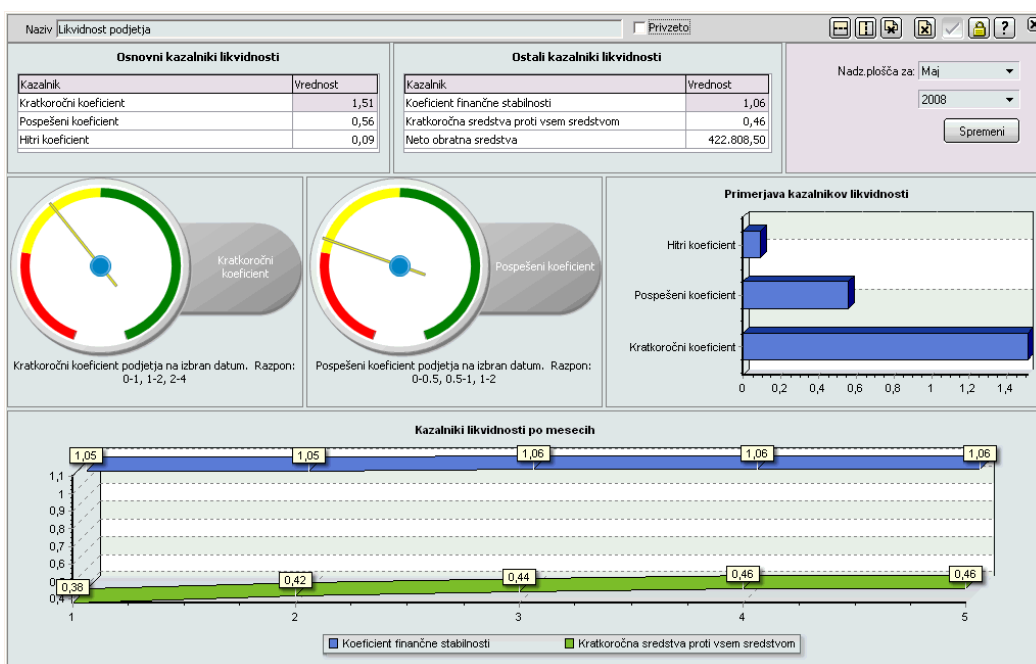 Naziv Likvidnost podjetja Privzeto ?
Osnovni kazalniki likvidnosti
Kazalnik Vrednost
Kratkoročni koeficient 1,51
Pospešeni koeficient 0,56
Hitri koeficient 0,09
Ostali kazalniki likvidnosti
Kazalnik Vrednost
Koeficient finančne stabilnosti 1,06
Kratkoročna sredstva proti vsem sredstvom 0,46
Neto obratna sredstva 422.808,50
Nadz.plošča za: Maj
2008
Spremeni
Kratkoročni
koeficient
Kratkoročni koeficient podjetja na izbran datum. Razpon:
0-1, 1-2, 2-4
Pospešeni koeficient
Pospešeni koeficient podjetja na izbran datum. Razpon:
0-0.5, 0.5-1, 1-2
Primerjava kazalnikov likvidnosti
Hitri koeficient
Pospešeni koeficient
Kratkoročni koeficient
0 0,2 0,4 0,6 0,8 1 1,2 1,4
Kazalniki likvidnosti po mesecih
1,05 1,05 1,06 1,06 1,06
1,1
1
0,9
0,8
0,7
0,6
0,38 0,42 0,44 0,46 0,46
0,4
1 2 3 4 5
Koeficient finančne stabilnosti Kratkoročna sredstva proti vsem sredstvom